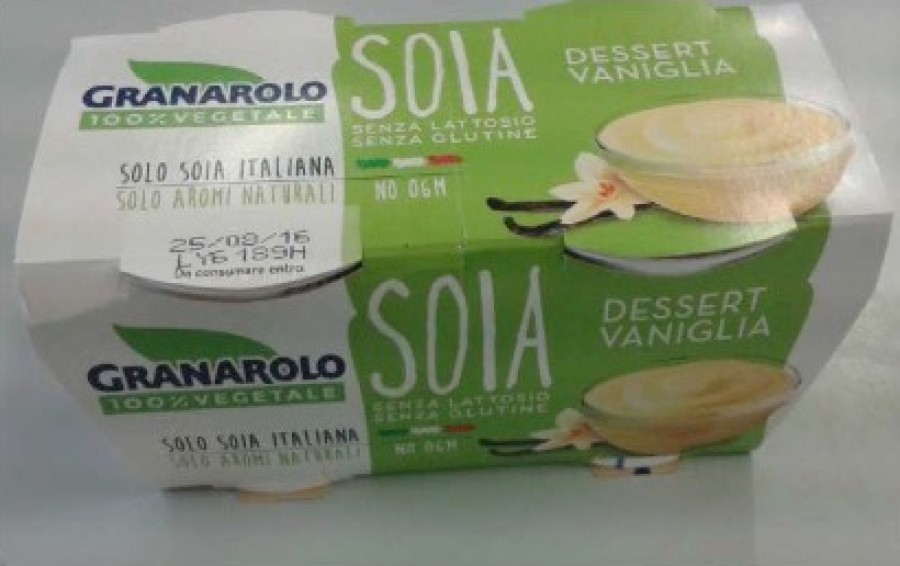 GRANAROLO
100% VEGETALE
SOLO SOIA ITALIANA
SOLO AROMI NATURALI
25/09/16
LY6 189H
Da consumare entro:
SOIA
SENZA LATTOSIO
SENZA GLUTINE
NO OGM
DESSERT
VANIGLIA
GRANAROLO
100% VEGETALE
SOLO SOIA ITALIANA
SOLO AROMI NATURALI
SOIA
SENZA LATTOSIO
SENZA GLUTINE
NO OGM
DESSERT
VANIGLIA